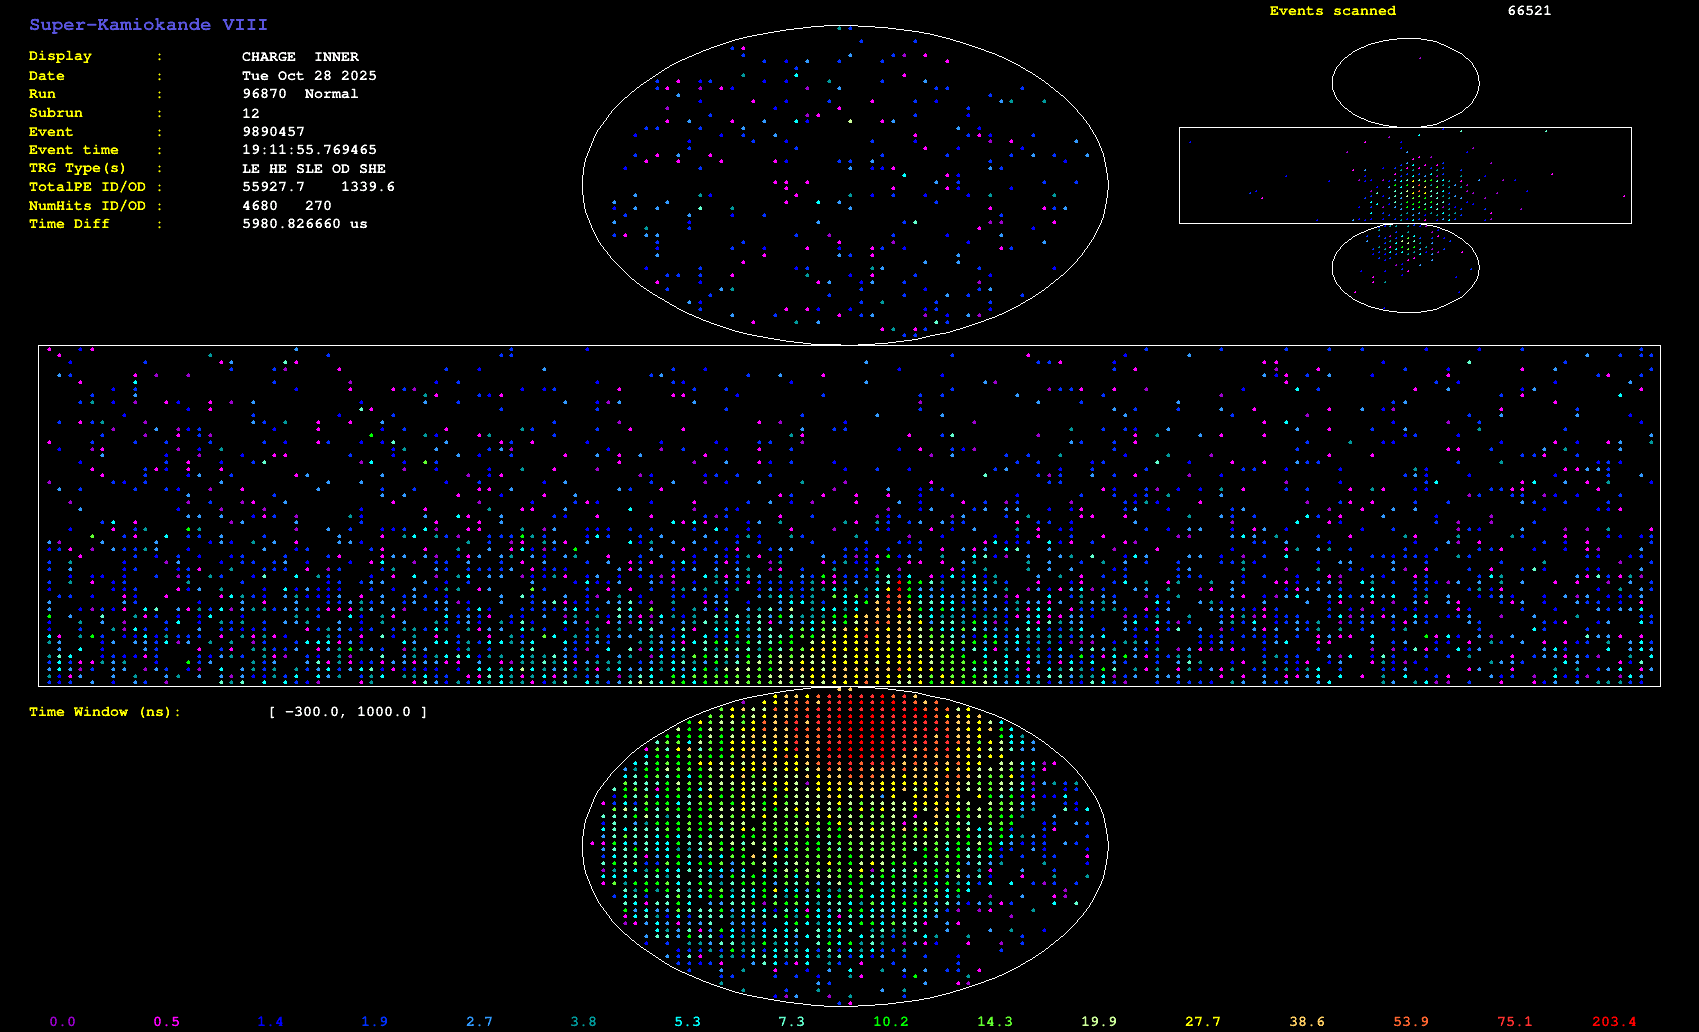 Super-Kamiokande VIII
Events scanned 66521
Display : CHARGE INNER
Date : Tue Oct 28 2025
Run : 96870 Normal
Subrun : 12
Event : 9890457
Event time : 19:11:55.769465
TRG Type(s) : LE HE SLE OD SHE
TotalPE ID/OD : 55927.7 1339.6
NumHits ID/OD : 4680 270
Time Diff : 5980.826660 us
Time Window (ns): [ -300.0, 1000.0 ]
0.0 0.5 1.4 1.9 2.7 3.8 5.3 7.3 10.2 14.3 19.9 27.7 38.6 53.9 75.1 203.4